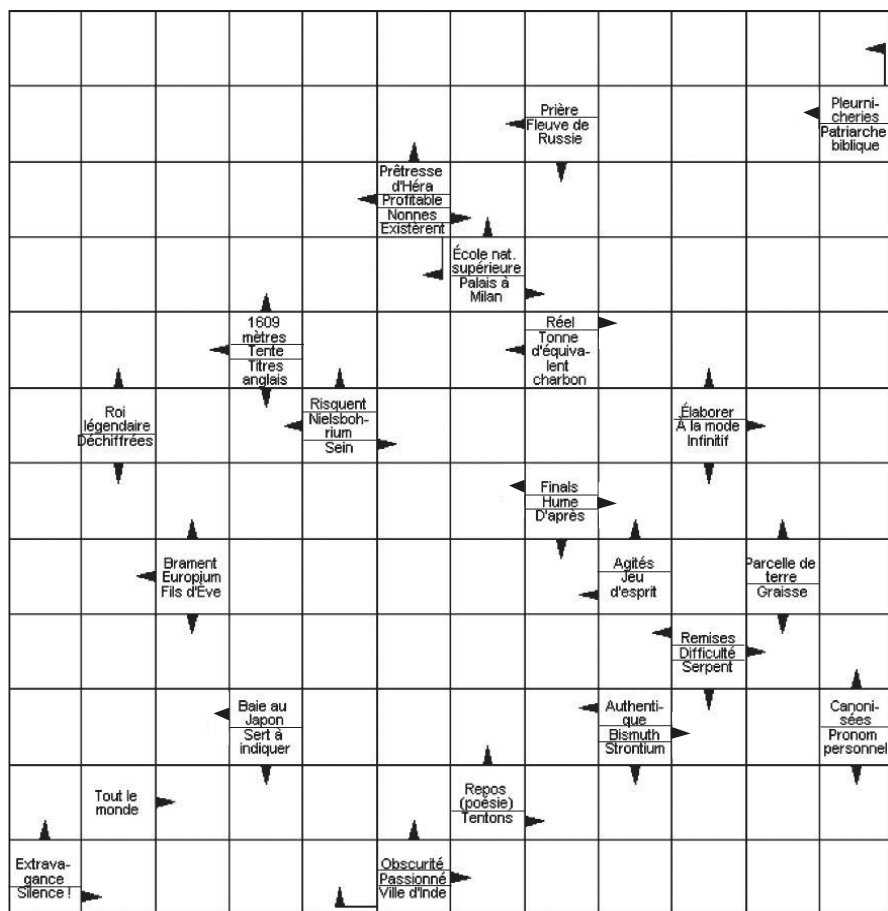 Prière
Fleuve de
Russie
Pleurni-
cheries
Patriarche
biblique
Prêtresse
d'Héra
Profitable
Nonnes
Existèrent
École nat.
supérieure
Palais à
Milan
1609
mètres
Tente
Titres
anglais
Réel
Tonne
d'équiva-
lent
charbon
Roi
légendaire
Déchiffrées
Risquent
Nielsboh-
rium
Sein
Élaborer
À la mode
Infinitif
Finals
Hume
D'après
Brament
Europium
Fils d'Ève
Agités
Jeu
d'esprit
Parcelle de
terre
Graisse
Remises
Difficulté
Serpent
Baie au
Japon
Sert à
indiquer
Authenti-
que
Bismuth
Strontium
Canoni-
sées
Pronom
personnel
Tout le
monde
Repos
(poésie)
Tentons
Extrava-
gance
Silence !
Obscurité
Passionné
Ville d'Inde